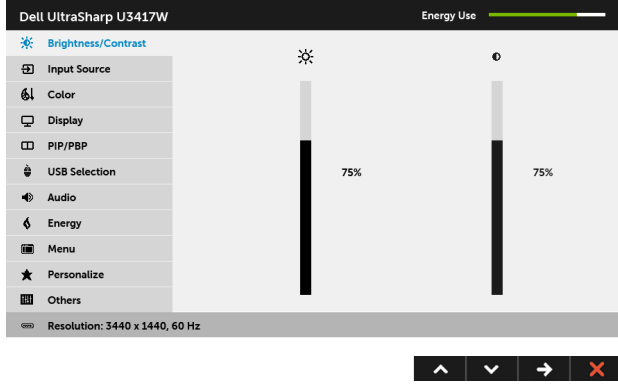 Dell UltraSharp U3417W
Energy Use
Brightness/Contrast
Input Source
Color
Display
PIP/PBP
USB Selection
Audio
Energy
Menu
Personalize
Others
75%
75%
Resolution: 3440 x 1440, 60 Hz